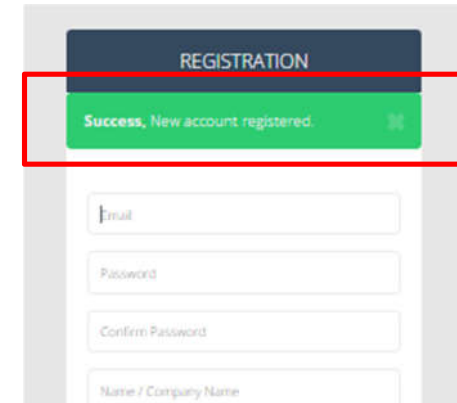 REGISTRATION
Success, New account registered.
Email
Password
Confirm Password
Name / Company Name